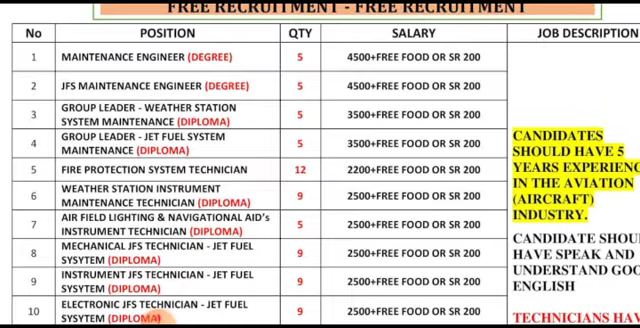 FREE RECRUITMENT - FREE RECRUITMENT
No POSITION QTY SALARY JOB DESCRIPTION
1 MAINTENANCE ENGINEER (DEGREE) 5 4500+FREE FOOD OR SR 200
2 JFS MAINTENANCE ENGINEER (DEGREE) 5 4500+FREE FOOD OR SR 200
3 GROUP LEADER - WEATHER STATION
SYSTEM MAINTENANCE (DIPLOMA) 5 3500+FREE FOOD OR SR 200
4 GROUP LEADER - JET FUEL SYSTEM
MAINTENANCE (DIPLOMA) 5 3500+FREE FOOD OR SR 200
5 FIRE PROTECTION SYSTEM TECHNICIAN 12 2200+FREE FOOD OR SR 200
6 WEATHER STATION INSTRUMENT
MAINTENANCE TECHNICIAN (DIPLOMA) 9 2500+FREE FOOD OR SR 200
7 AIR FIELD LIGHTING & NAVIGATIONAL AID's
INSTRUMENT TECHNICIAN (DIPLOMA) 5 2500+FREE FOOD OR SR 200
8 MECHANICAL JFS TECHNICIAN - JET FUEL
SYSYTEM (DIPLOMA) 9 2500+FREE FOOD OR SR 200
9 INSTRUMENT JFS TECHNICIAN - JET FUEL
SYSYTEM (DIPLOMA) 9 2500+FREE FOOD OR SR 200
10 ELECTRONIC JFS TECHNICIAN - JET FUEL
SYSYTEM (DIPLOMA) 9 2500+FREE FOOD OR SR 200
CANDIDATES
SHOULD HAVE 5
YEARS EXPERIENC
IN THE AVIATION
(AIRCRAFT)
INDUSTRY.
CANDIDATE SHOU
HAVE SPEAK AND
UNDERSTAND GOO
ENGLISH
TECHNICIANS HAV